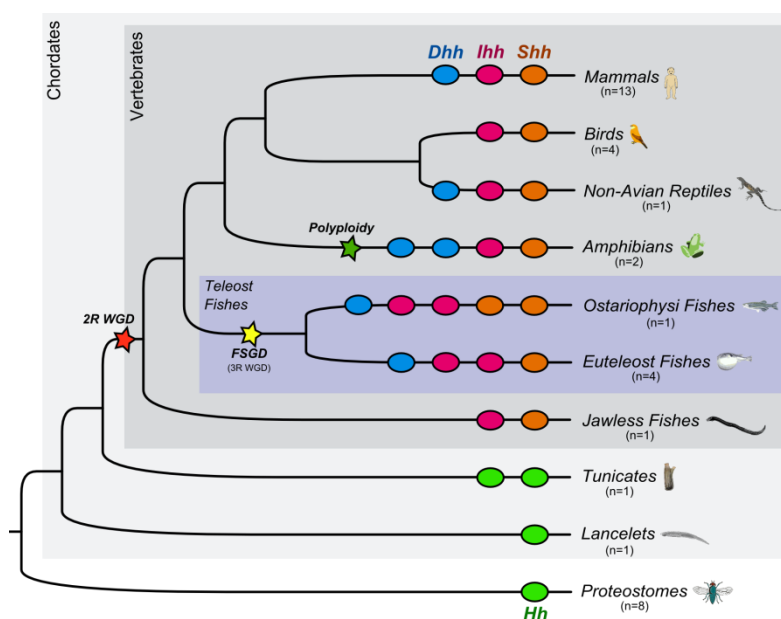 Chordates
Vertebrates
Dhh Ihh Shh
Mammals
(n=13)
Birds
(n=4)
Non-Avian Reptiles
(n=1)
Polyploidy
Amphibians
(n=2)
Teleost
Fishes
Ostariophysi Fishes
(n=1)
2R WGD
FSGD
(3R WGD)
Euteleost Fishes
(n=4)
Jawless Fishes
(n=1)
Tunicates
(n=1)
Lancelets
(n=1)
Proteostomes
(n=8)
Hh